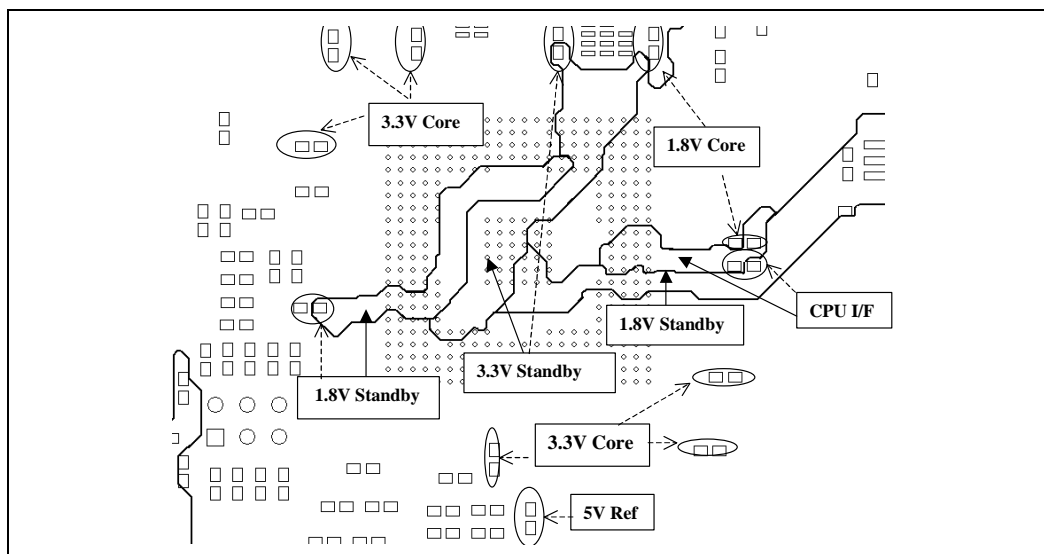 3.3V Core
1.8V Core
CPU I/F
1.8V Standby
3.3V Standby
1.8V Standby
3.3V Core
5V Ref